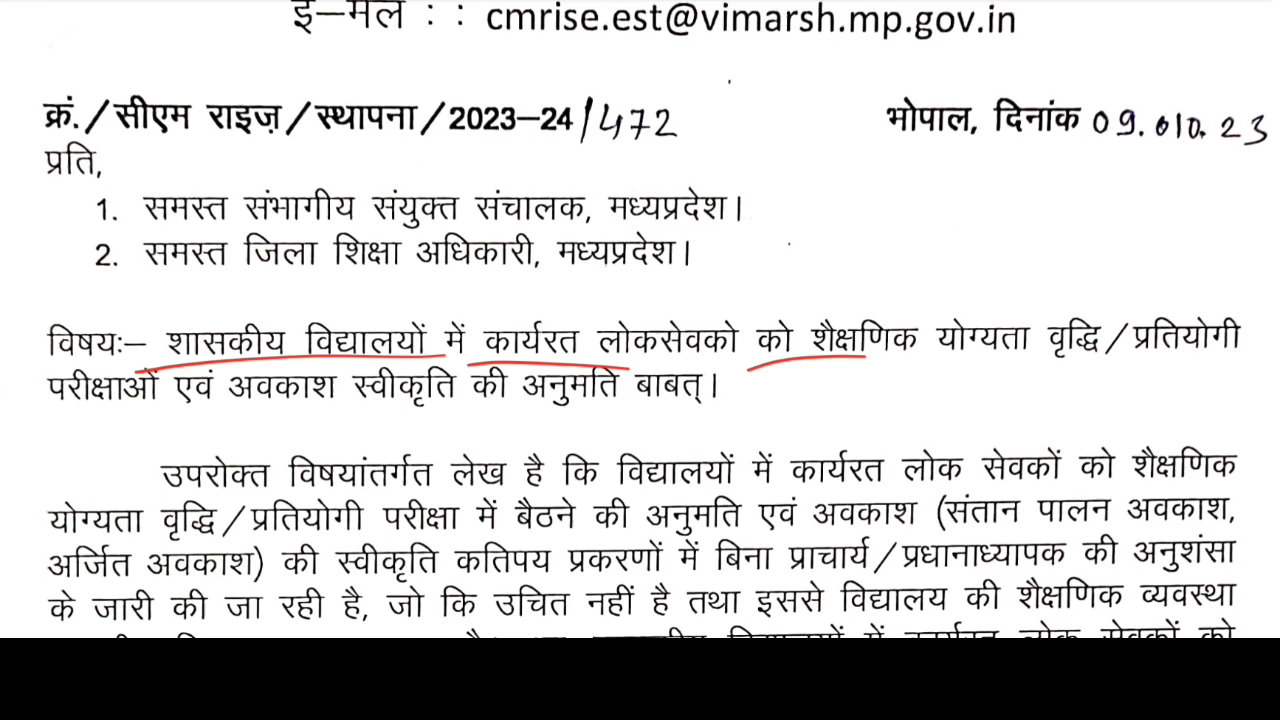 ई–मेल : : cmrise.est@vimarsh.mp.gov.in
क्रं./सीएम राइज़/स्थापना/2023–24/472 भोपाल, दिनांक 09.010.23
प्रति,
1. समस्त संभागीय संयुक्त संचालक, मध्यप्रदेश।
2. समस्त जिला शिक्षा अधिकारी, मध्यप्रदेश।
विषयः– शासकीय विद्यालयों में कार्यरत लोकसेवको को शैक्षणिक योग्यता वृद्धि/प्रतियोगी
परीक्षाओं एवं अवकाश स्वीकृति की अनुमति बाबत्।
उपरोक्त विषयांतर्गत लेख है कि विद्यालयों में कार्यरत लोक सेवकों को शैक्षणिक
योग्यता वृद्धि/प्रतियोगी परीक्षा में बैठने की अनुमति एवं अवकाश (संतान पालन अवकाश,
अर्जित अवकाश) की स्वीकृति कतिपय प्रकरणों में बिना प्राचार्य/प्रधानाध्यापक की अनुशंसा
के जारी की जा रही है, जो कि उचित नहीं है तथा इससे विद्यालय की शैक्षणिक व्यवस्था
विद्यालयों में कार्यरत लोक सेवकों को